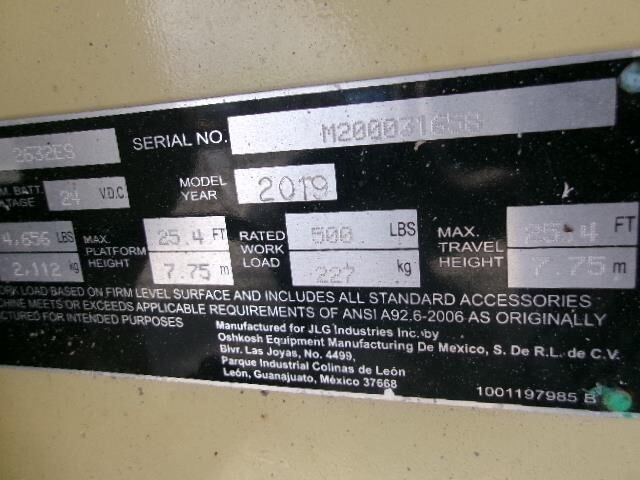 2632ES SERIAL NO. M200031658
M. BATT. 24 V.D.C. MODEL YEAR 2019
4,656 LBS MAX. PLATFORM HEIGHT 25.4 FT RATED WORK LOAD 500 LBS MAX. TRAVEL HEIGHT 25.4 FT
2,112 kg 7.75 m 227 kg 7.75 m
ORK LOAD BASED ON FIRM LEVEL SURFACE AND INCLUDES ALL STANDARD ACCESSORIES
CHINE MEETS OR EXCEEDS APPLICABLE REQUIREMENTS OF ANSI A92.6-2006 AS ORIGINALLY
FACTURED FOR INTENDED PURPOSES
Manufactured for JLG Industries Inc.by
Oshkosh Equipment Manufacturing De Mexico, S. De R.L. de C.V.
Blvr. Las Joyas, No. 4499,
Parque Industrial Colinas de León
León, Guanajuato, México 37668
1001197985 B